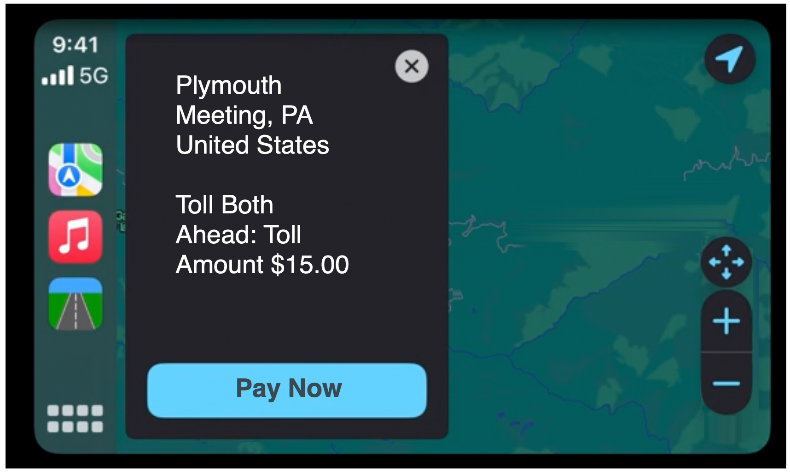 9:41
5G
Plymouth
Meeting, PA
United States
Toll Both
Ahead: Toll
Amount $15.00
Pay Now